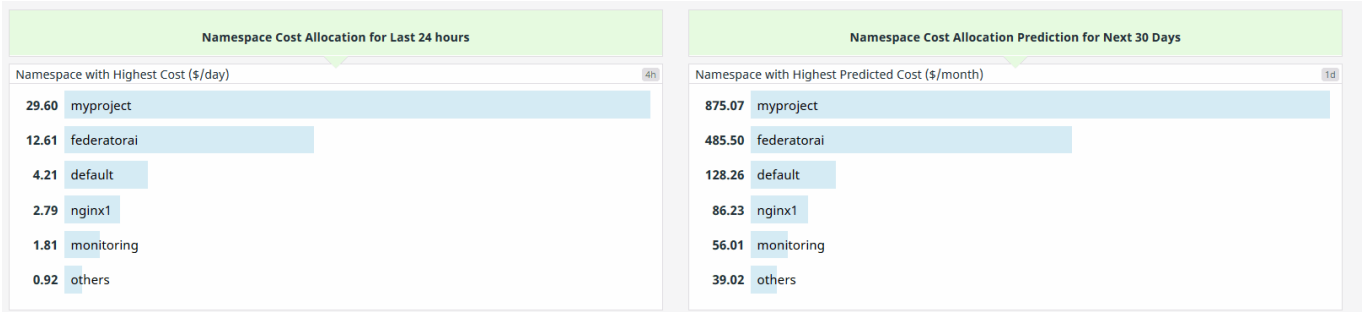 Namespace Cost Allocation for Last 24 hours
Namespace with Highest Cost ($/day) 4h
29.60 myproject
12.61 federatorai
4.21 default
2.79 nginx1
1.81 monitoring
0.92 others
Namespace Cost Allocation Prediction for Next 30 Days
Namespace with Highest Predicted Cost ($/month) 1d
875.07 myproject
485.50 federatorai
128.26 default
86.23 nginx1
56.01 monitoring
39.02 others